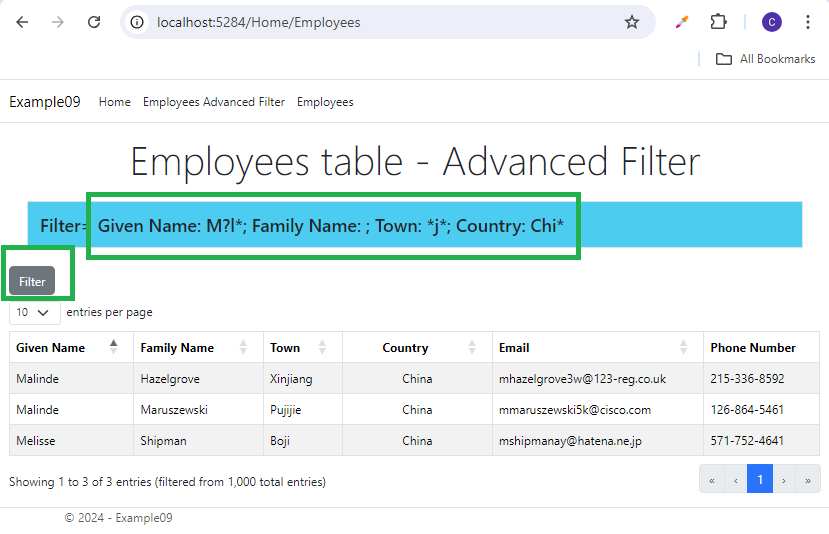 localhost:5284/Home/Employees
C
All Bookmarks
Example09 Home Employees Advanced Filter Employees
Employees table - Advanced Filter
Filter= Given Name: M?l*; Family Name: ; Town: *j*; Country: Chi*
Filter
10 entries per page
Given Name Family Name Town Country Email Phone Number
Malinde Hazelgrove Xinjiang China mhazelgrove3w@123-reg.co.uk 215-336-8592
Malinde Maruszewski Pujijie China mmaruszewski5k@cisco.com 126-864-5461
Melisse Shipman Boji China mshipmanay@hatena.ne.jp 571-752-4641
Showing 1 to 3 of 3 entries (filtered from 1,000 total entries) « ‹ 1 › »
© 2024 - Example09